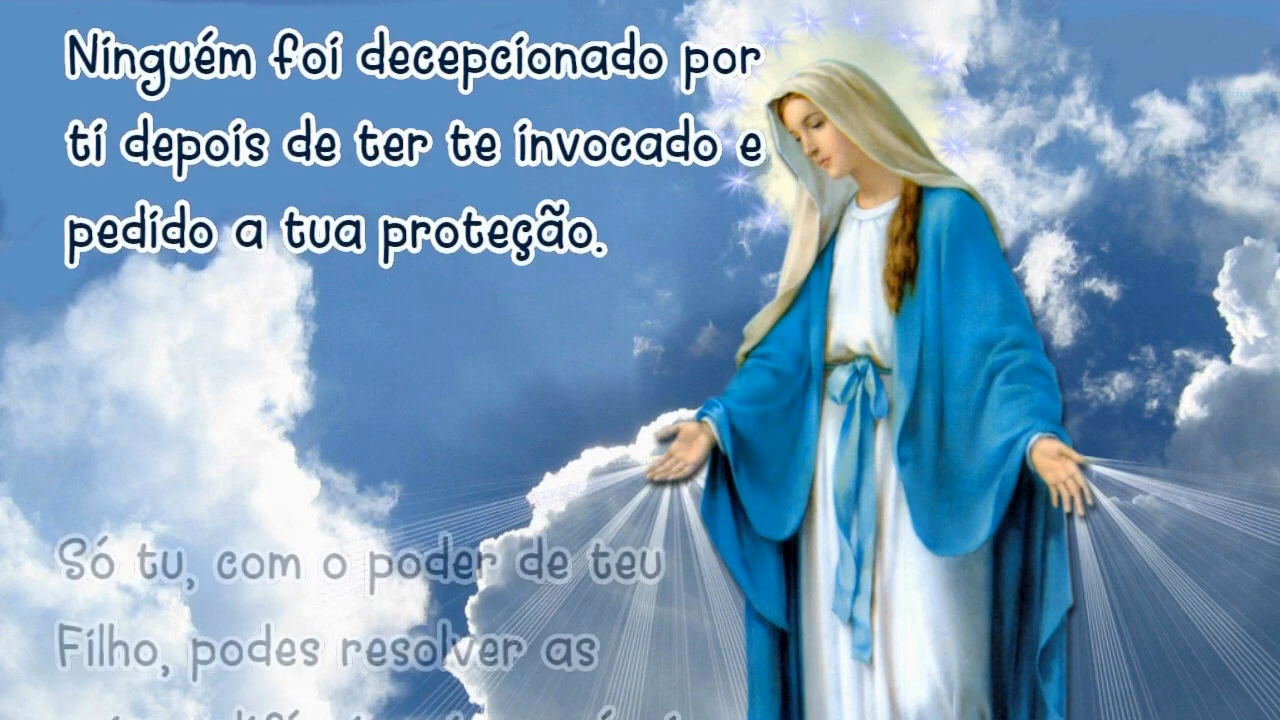 Ninguém foi decepcionado por
ti depois de ter te invocado e
pedido a tua proteção.
Só tu, com o poder de teu
Filho, podes resolver as